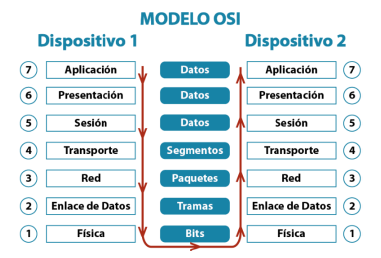 MODELO OSI
Dispositivo 1 Dispositivo 2
7 Aplicación Datos Aplicación 7
6 Presentación Datos Presentación 6
5 Sesión Datos Sesión 5
4 Transporte Segmentos Transporte 4
3 Red Paquetes Red 3
2 Enlace de Datos Tramas Enlace de Datos 2
1 Física Bits Física 1